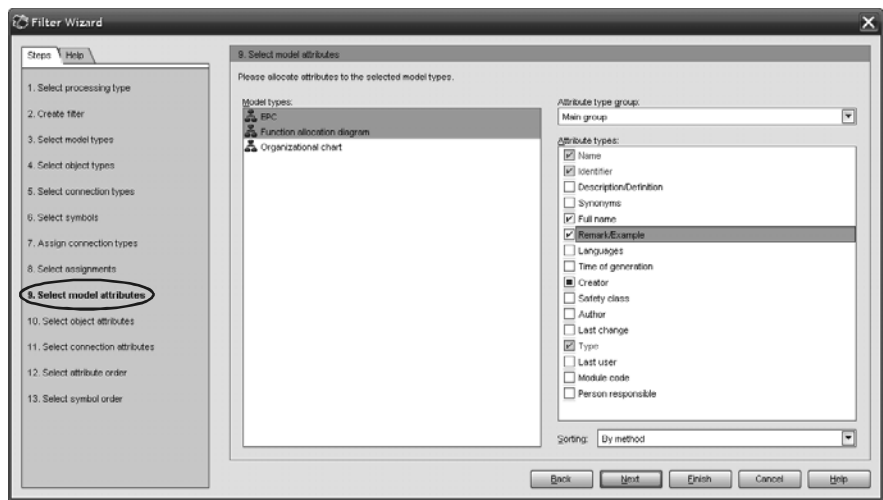 Filter Wizard
Steps
Help
1. Select processing type
2. Create filter
3. Select model types
4. Select object types
5. Select connection types
6. Select symbols
7. Assign connection types
8. Select assignments
9. Select model attributes
10. Select object attributes
11. Select connection attributes
12. Select attribute order
13. Select symbol order
9. Select model attributes
Please allocate attributes to the selected model types.
Model types:
EPC
Function allocation diagram
Organizational chart
Attribute type group:
Main group
Attribute types:
Name
Identifier
Description/Definition
Synonyms
Full name
Remark/Example
Languages
Time of generation
Creator
Safety class
Author
Last change
Type
Last user
Module code
Person responsible
Sorting: By method
Back Next Finish Cancel Help